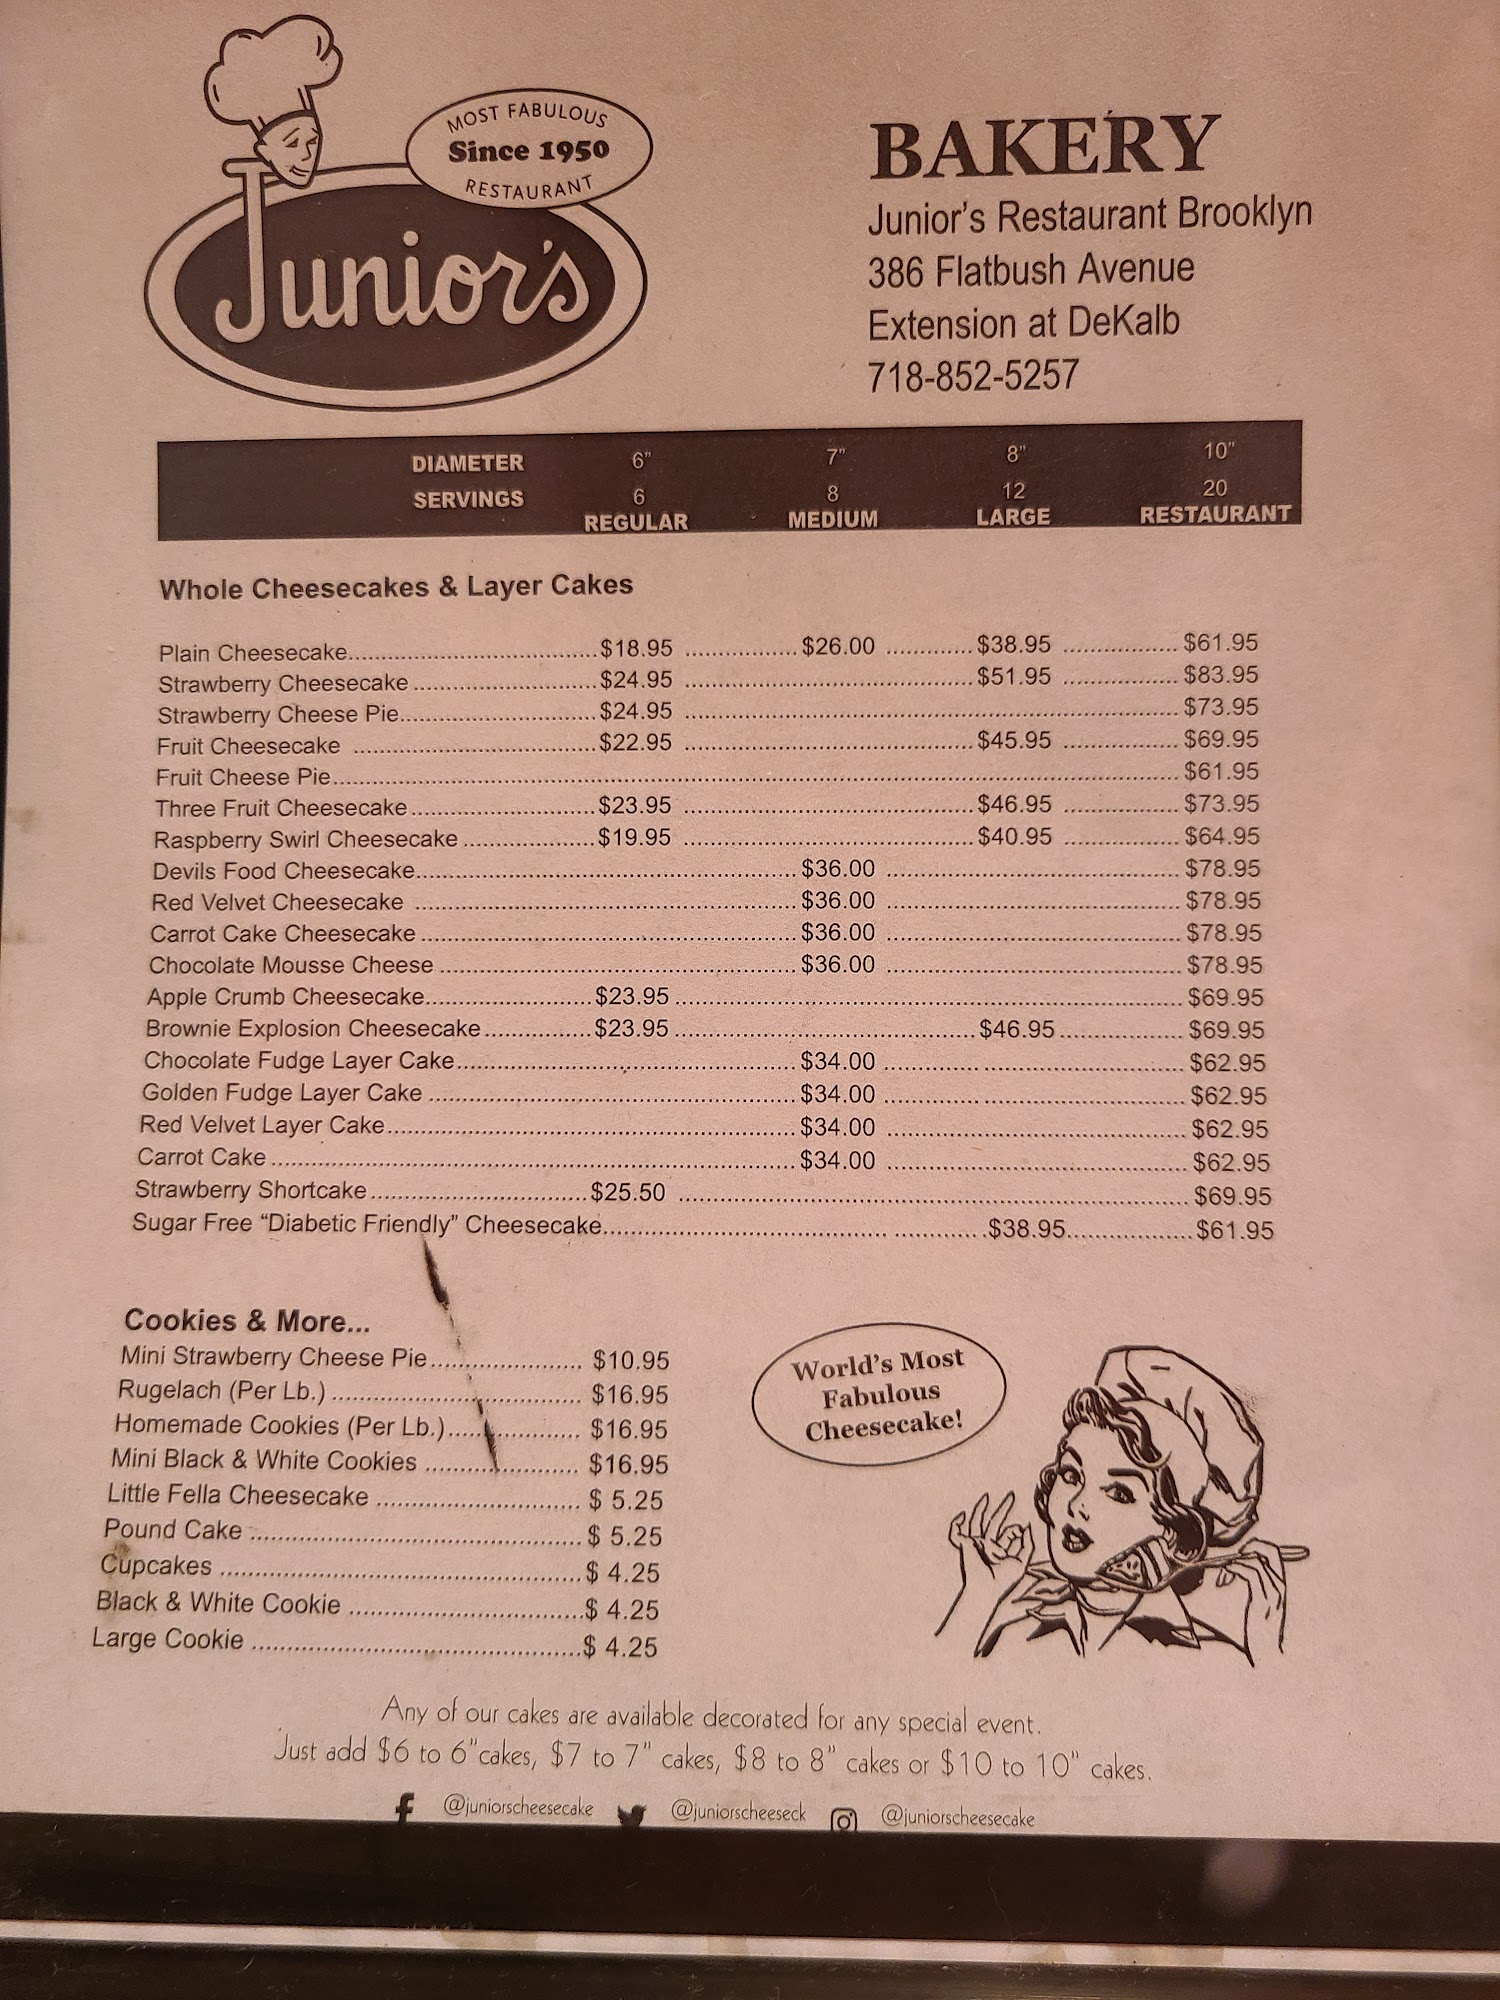 MOST FABULOUS
Since 1950
RESTAURANT
Junior's
BAKERY
Junior's Restaurant Brooklyn
386 Flatbush Avenue
Extension at DeKalb
718-852-5257
DIAMETER 6" 7" 8" 10"
SERVINGS 6 8 12 20
REGULAR MEDIUM LARGE RESTAURANT
Whole Cheesecakes & Layer Cakes
Plain Cheesecake $18.95 $26.00 $38.95 $61.95
Strawberry Cheesecake $24.95 $51.95 $83.95
Strawberry Cheese Pie $24.95 $73.95
Fruit Cheesecake $22.95 $45.95 $69.95
Fruit Cheese Pie $61.95
Three Fruit Cheesecake $23.95 $46.95 $73.95
Raspberry Swirl Cheesecake $19.95 $40.95 $64.95
Devils Food Cheesecake $36.00 $78.95
Red Velvet Cheesecake $36.00 $78.95
Carrot Cake Cheesecake $36.00 $78.95
Chocolate Mousse Cheese $36.00 $78.95
Apple Crumb Cheesecake $23.95 $69.95
Brownie Explosion Cheesecake $23.95 $46.95 $69.95
Chocolate Fudge Layer Cake $34.00 $62.95
Golden Fudge Layer Cake $34.00 $62.95
Red Velvet Layer Cake $34.00 $62.95
Carrot Cake $34.00 $62.95
Strawberry Shortcake $25.50 $69.95
Sugar Free "Diabetic Friendly" Cheesecake $38.95 $61.95
Cookies & More...
Mini Strawberry Cheese Pie $10.95
Rugelach (Per Lb.) $16.95
Homemade Cookies (Per Lb.) $16.95
Mini Black & White Cookies $16.95
Little Fella Cheesecake $ 5.25
Pound Cake $ 5.25
Cupcakes $ 4.25
Black & White Cookie $ 4.25
Large Cookie $ 4.25
World's Most
Fabulous
Cheesecake!
Any of our cakes are available decorated for any special event.
Just add $6 to 6"cakes, $7 to 7" cakes, $8 to 8" cakes or $10 to 10" cakes.
@juniorscheesecake @juniorscheeseck @juniorscheesecake